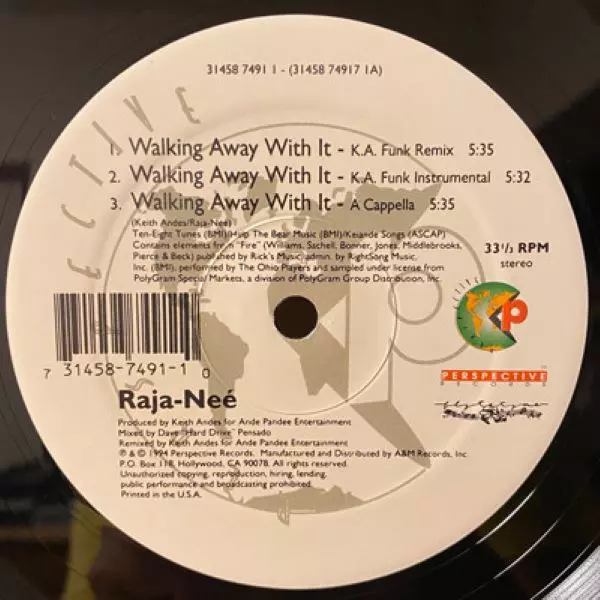 31458 7491 1 - (31458 74917 1A)
ECTIVE
1. Walking Away With It - K.A. Funk Remix 5:35
2. Walking Away With It - K.A. Funk Instrumental 5:32
3. Walking Away With It - A Cappella 5:35
(Keith Andes/Raja-Neé)
Ten-Eight Tunes (BMI)/Help The Bear Music (BMI)/Keiande Songs (ASCAP)
Contains elements from "Fire" (Williams, Satchell, Bonner, Jones, Middlebrooks,
Pierce & Beck) published by Rick's Music; admin. by RightSong Music,
Inc. (BMI), performed by The Ohio Players and sampled under license from
PolyGram Special Markets, a division of PolyGram Group Distribution, Inc.
33 1/3 RPM
stereo
Kp
PERSPECTIVE
RECORDS
7 31458-7491-1 0
Raja-Neé
Produced by Keith Andes for Ande Pandee Entertainment
Mixed by Dave "Hard Drive" Pensado
Remixed by Keith Andes for Ande Pandee Entertainment
℗ & © 1994 Perspective Records. Manufactured and Distributed by A&M Records, Inc.
P.O. Box 118, Hollywood, CA 90078. All rights reserved.
Unauthorized copying, reproduction, hiring, lending,
public performance and broadcasting prohibited.
Printed in the U.S.A.